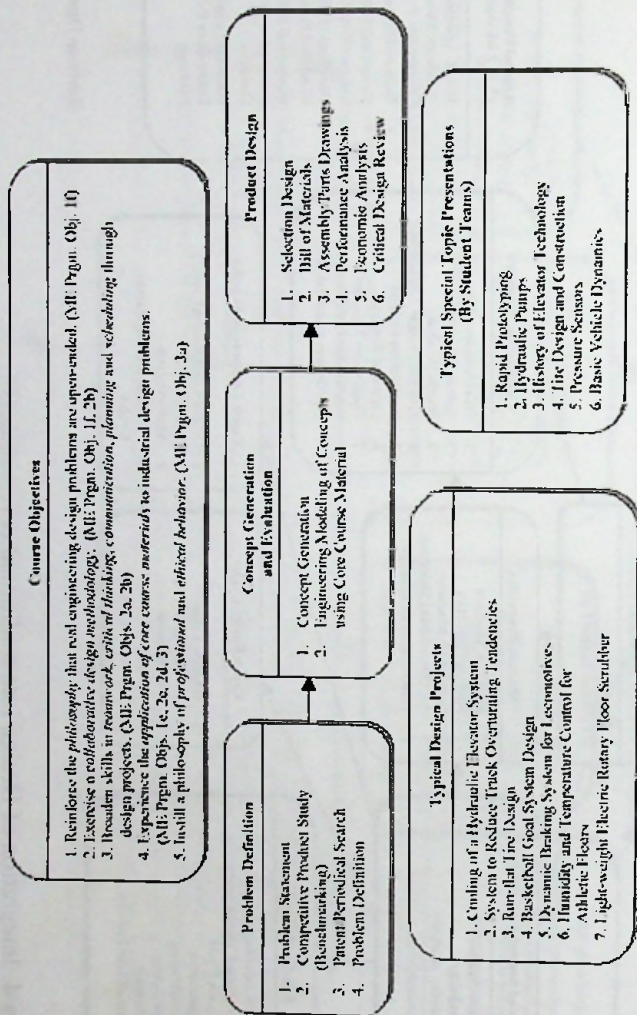 Course Objectives
1. Reinforce the philosophy that real engineering design problems are open-ended. (ME Prgm. Obj. 1f)
2. Exercise a collaborative design methodology. (ME Prgm. Obj. 1f, 2b)
3. Broaden skills in teamwork, critical thinking, communication, planning and scheduling through
design projects. (ME Prgm. Objs. 2a, 2b)
4. Experience the application of core course materials to industrial design problems.
(ME Prgm. Objs. 1e, 2c, 2d, 3)
5. Instill a philosophy of professional and ethical behavior. (ME Prgm. Obj. 3a)
Problem Definition
1. Problem Statement
2. Competitive Product Study
(Benchmarking)
3. Patent/Periodical Search
4. Problem Definition
Concept Generation
and Evaluation
1. Concept Generation
2. Engineering Modeling of Concepts
using Core Course Material
Product Design
1. Selection Design
2. Bill of Materials
3. Assembly/Parts Drawings
4. Performance Analysis
5. Economic Analysis
6. Critical Design Review
Typical Design Projects
1. Cooling of a Hydraulic Elevator System
2. System to Reduce Truck Overturning Tendencies
3. Run-flat Tire Design
4. Basketball Goal System Design
5. Dynamic Braking System for Locomotives
6. Humidity and Temperature Control for
Athletic Floors
7. Light-weight Electric Rotary Floor Scrubber
Typical Special Topic Presentations
(By Student Teams)
1. Rapid Prototyping
2. Hydraulic Pumps
3. History of Elevator Technology
4. Tire Design and Construction
5. Pressure Sensors
6. Basic Vehicle Dynamics